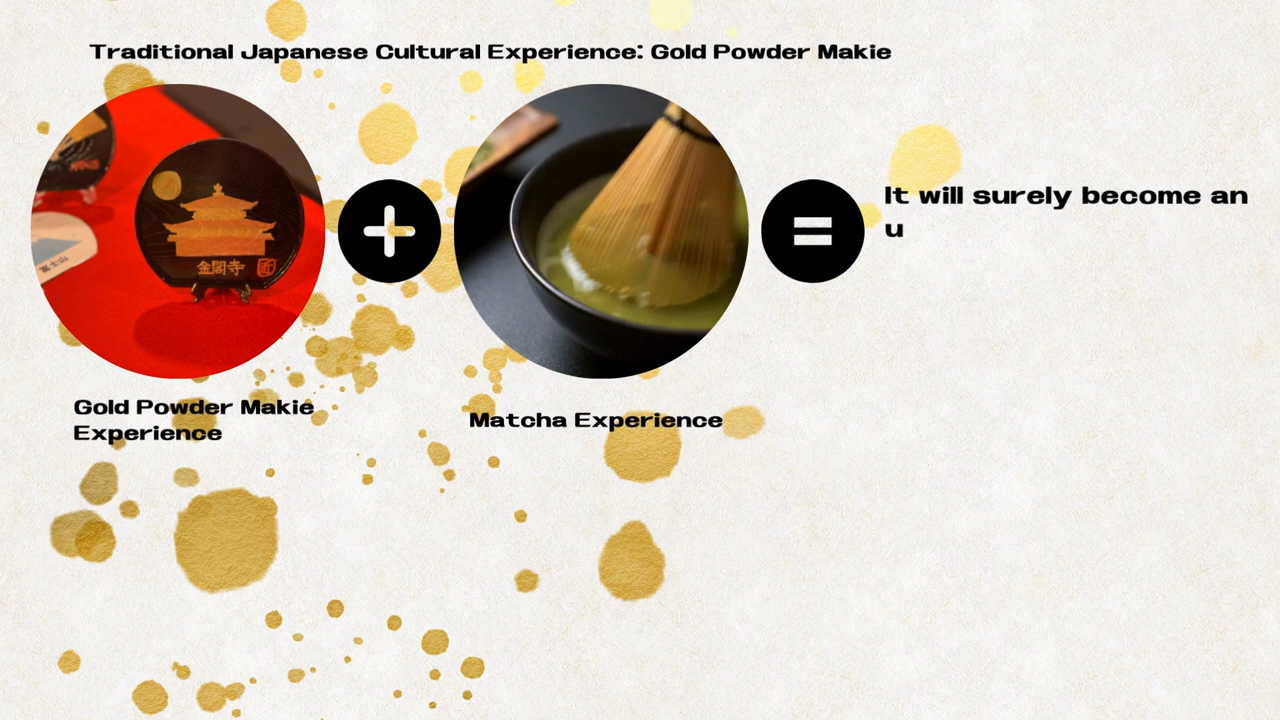 Traditional Japanese Cultural Experience: Gold Powder Makie
金閣寺
It will surely become an
u
Gold Powder Makie
Experience
Matcha Experience